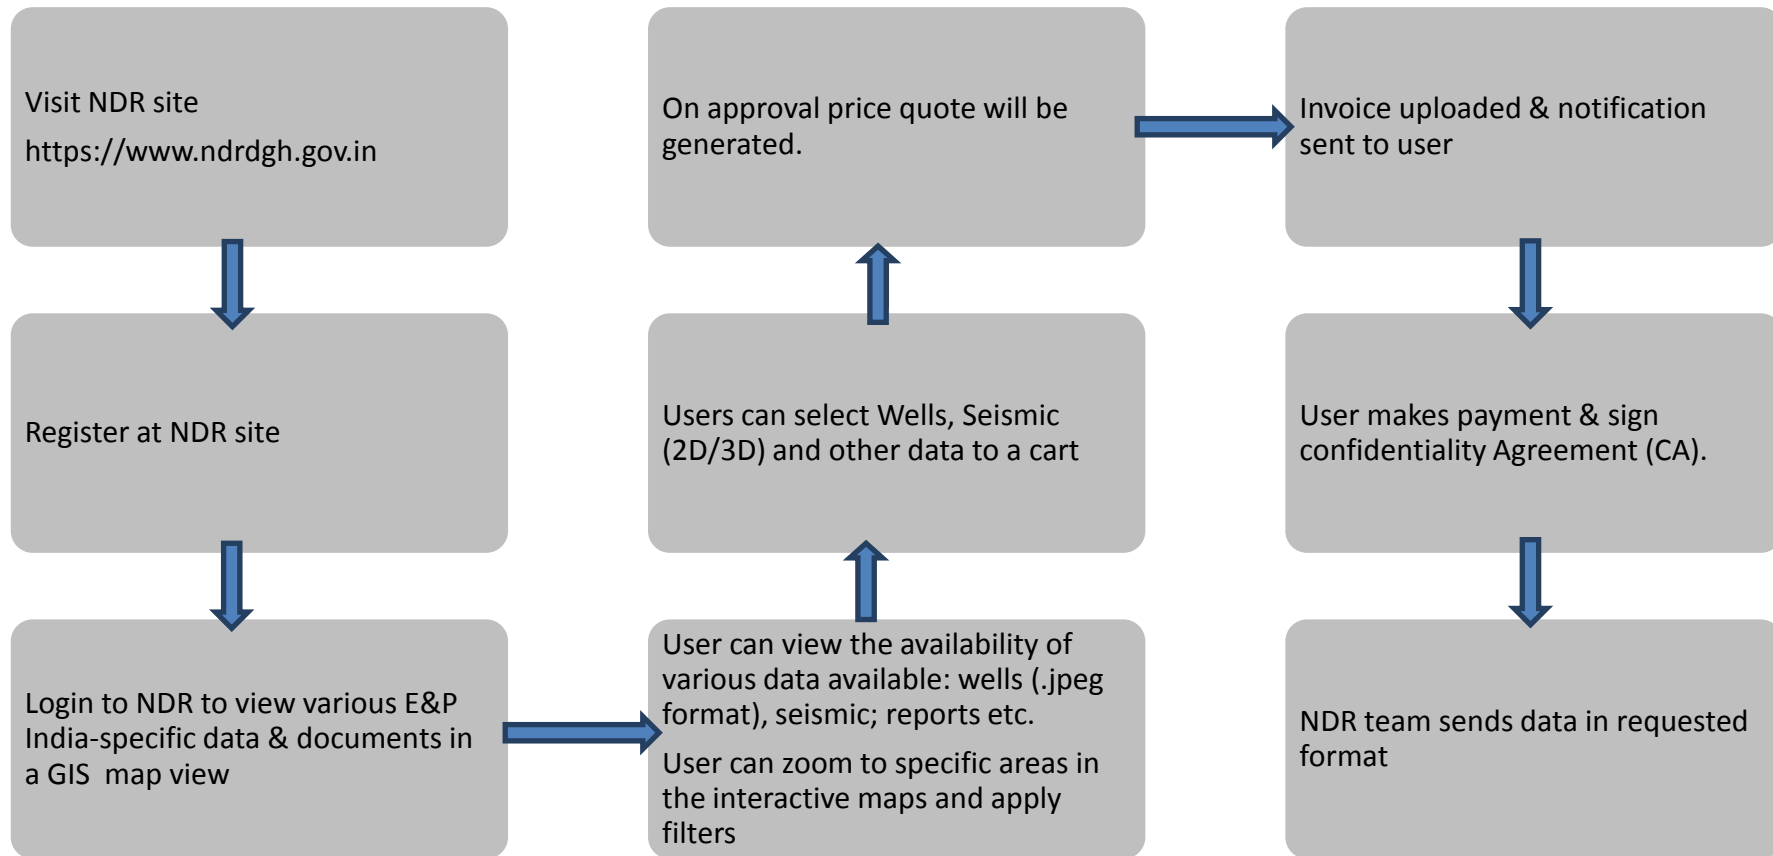 Visit NDR site
https://www.ndrdgh.gov.in
Register at NDR site
Login to NDR to view various E&P
India-specific data & documents in
a GIS  map view
User can view the availability of
various data available: wells (.jpeg
format), seismic; reports etc.
User can zoom to specific areas in
the interactive maps and apply
filters
Users can select Wells, Seismic
(2D/3D) and other data to a cart
On approval price quote will be
generated.
Invoice uploaded & notification
sent to user
User makes payment & sign
confidentiality Agreement (CA).
NDR team sends data in requested
format